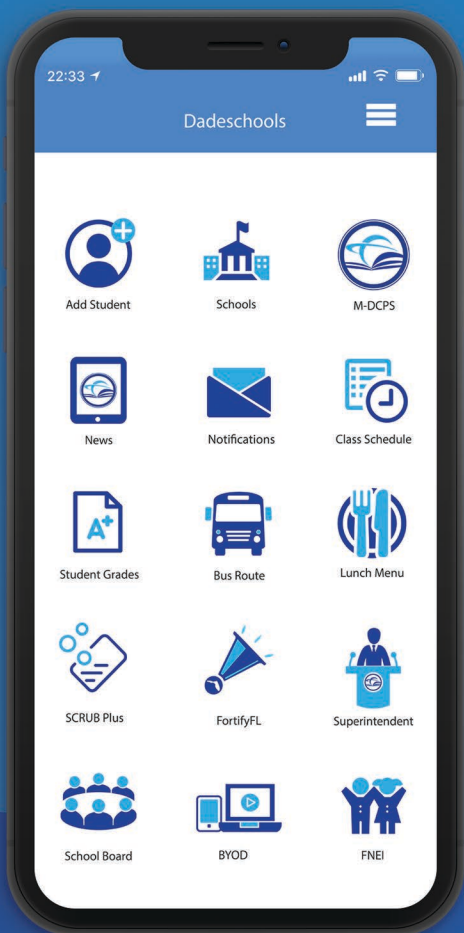 22:33
Dadeschools
Add Student
Schools
M-DCPS
News
Notifications
Class Schedule
A+
Student Grades
Bus Route
Lunch Menu
SCRUB Plus
FortifyFL
Superintendent
School Board
BYOD
FNEI